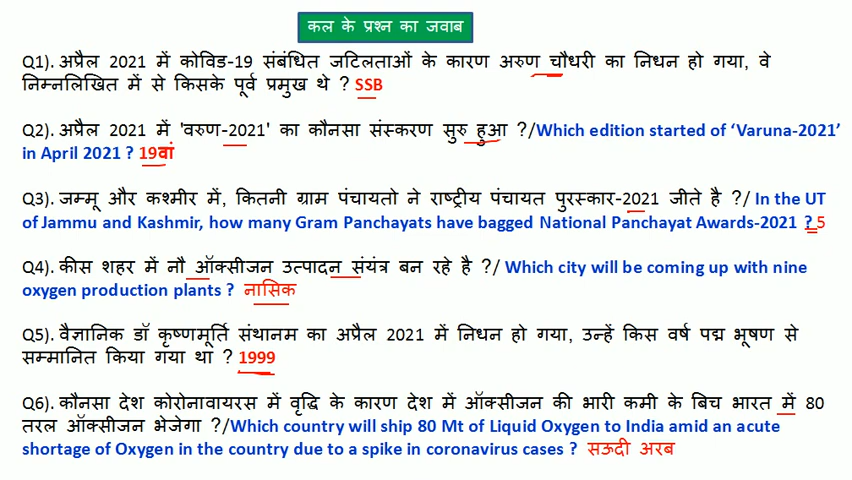 कल के प्रश्न का जवाब
Q1). अप्रैल 2021 में कोविड-19 संबंधित जटिलताओं के कारण अरुण चौधरी का निधन हो गया, वे
निम्नलिखित में से किसके पूर्व प्रमुख थे ? SSB
Q2). अप्रैल 2021 में 'वरुण-2021' का कौनसा संस्करण सुरु हुआ ?/Which edition started of ‘Varuna-2021’
in April 2021 ? 19वां
Q3). जम्मू और कश्मीर में, कितनी ग्राम पंचायतो ने राष्ट्रीय पंचायत पुरस्कार-2021 जीते है ?/ In the UT
of Jammu and Kashmir, how many Gram Panchayats have bagged National Panchayat Awards-2021 ? 5
Q4). कीस शहर में नौ ऑक्सीजन उत्पादन संयंत्र बन रहे है ?/ Which city will be coming up with nine
oxygen production plants ? नासिक
Q5). वैज्ञानिक डॉ कृष्णमूर्ति संथानम का अप्रैल 2021 में निधन हो गया, उन्हें किस वर्ष पद्म भूषण से
सम्मानित किया गया था ? 1999
Q6). कौनसा देश कोरोनावायरस में वृद्धि के कारण देश में ऑक्सीजन की भारी कमी के बिच भारत में 80
तरल ऑक्सीजन भेजेगा ?/Which country will ship 80 Mt of Liquid Oxygen to India amid an acute
shortage of Oxygen in the country due to a spike in coronavirus cases ? सऊदी अरब